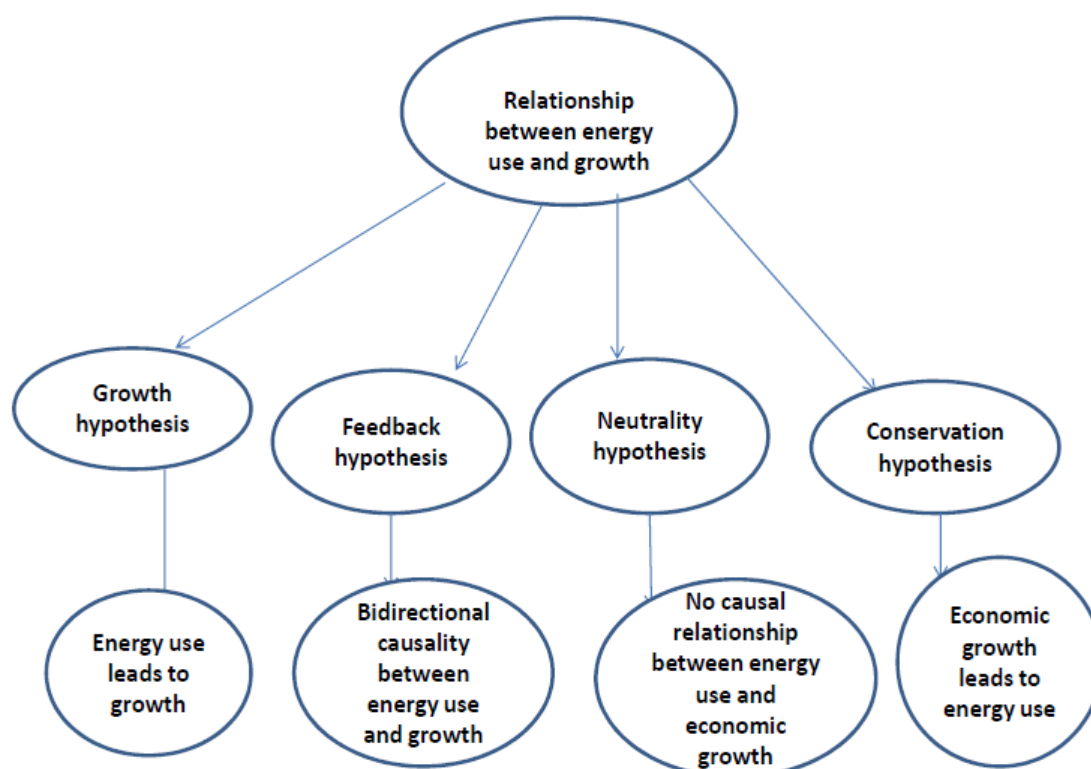 Relationship
between energy
use and growth
Growth
hypothesis
Feedback
hypothesis
Neutrality
hypothesis
Conservation
hypothesis
Energy use
leads to
growth
Bidirectional
causality
between
energy use
and growth
No causal
relationship
between energy
use and
economic
growth
Economic
growth
leads to
energy use